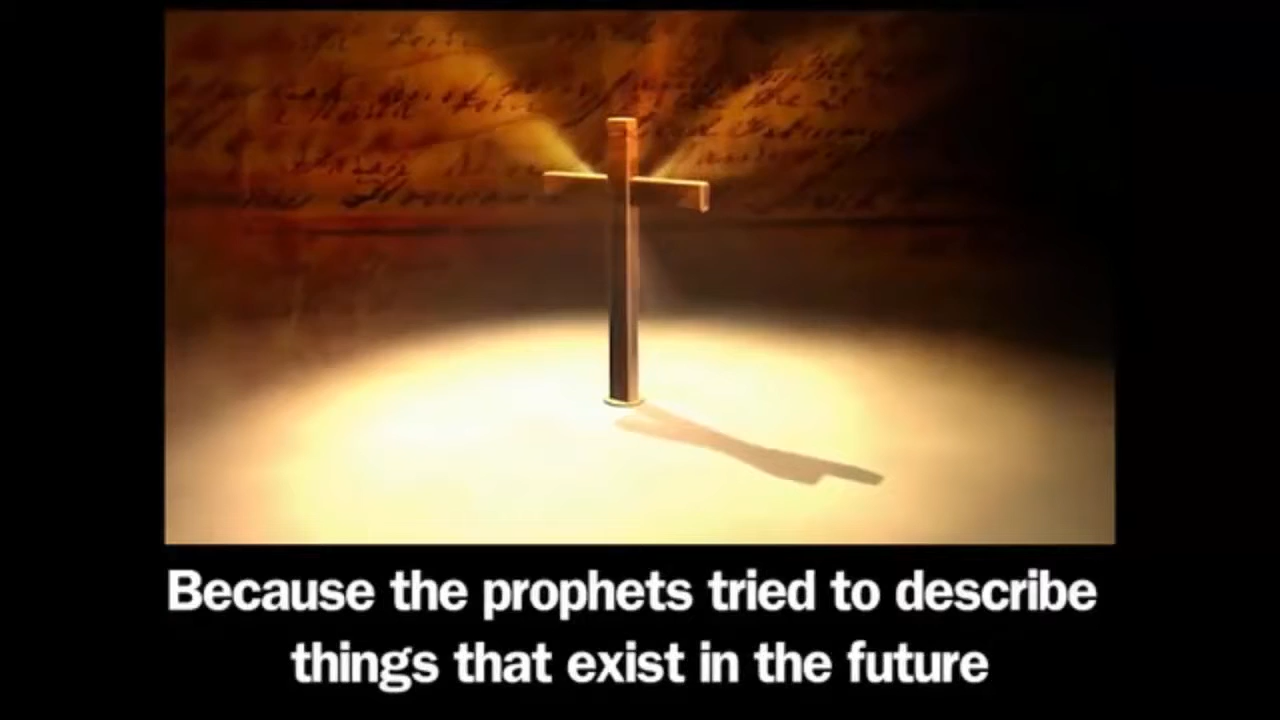 Because the prophets tried to describe
things that exist in the future